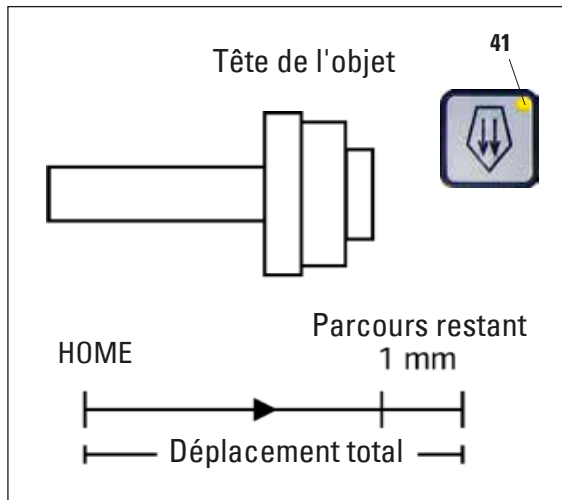 41
Tête de l'objet
Parcours restant
HOME
1 mm
Déplacement total